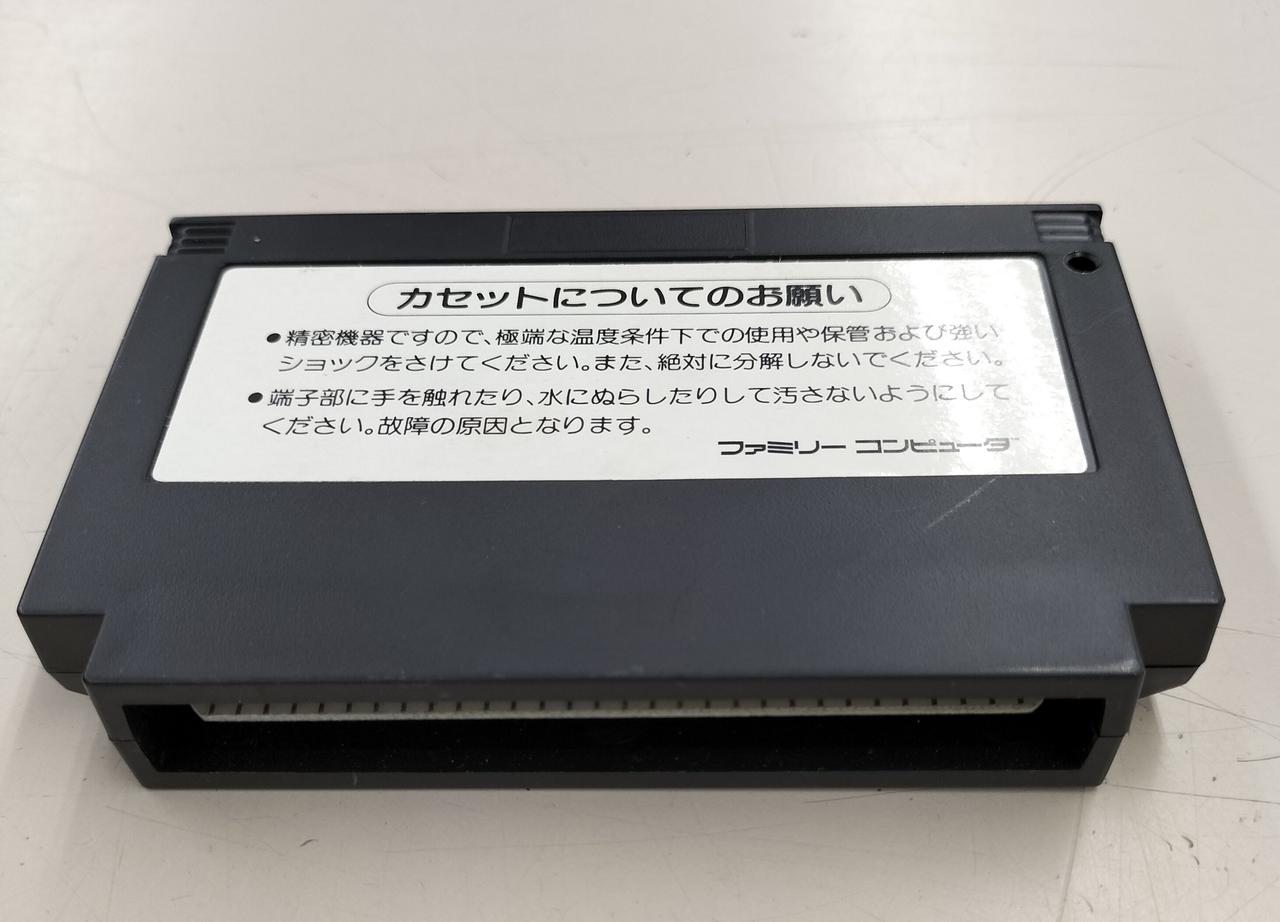 カセットについてのお願い
●精密機器ですので、極端な温度条件下での使用や保管および強い
ショックをさけてください。また、絶対に分解しないでください。
●端子部に手を触れたり、水にぬらしたりして汚さないようにして
ください。故障の原因となります。
ファミリー コンピュータ™